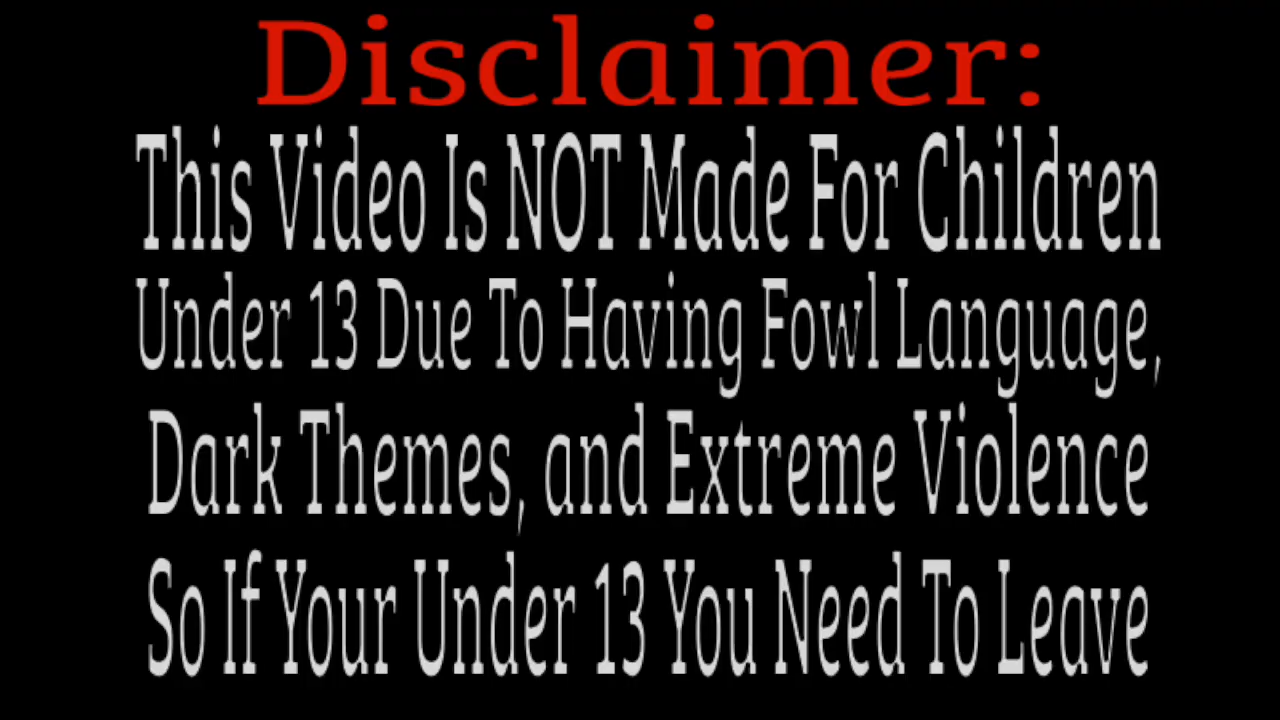 Disclaimer:
This Video Is NOT Made For Children
Under 13 Due To Having Fowl Language,
Dark Themes, and Extreme Violence
So If Your Under 13 You Need To Leave